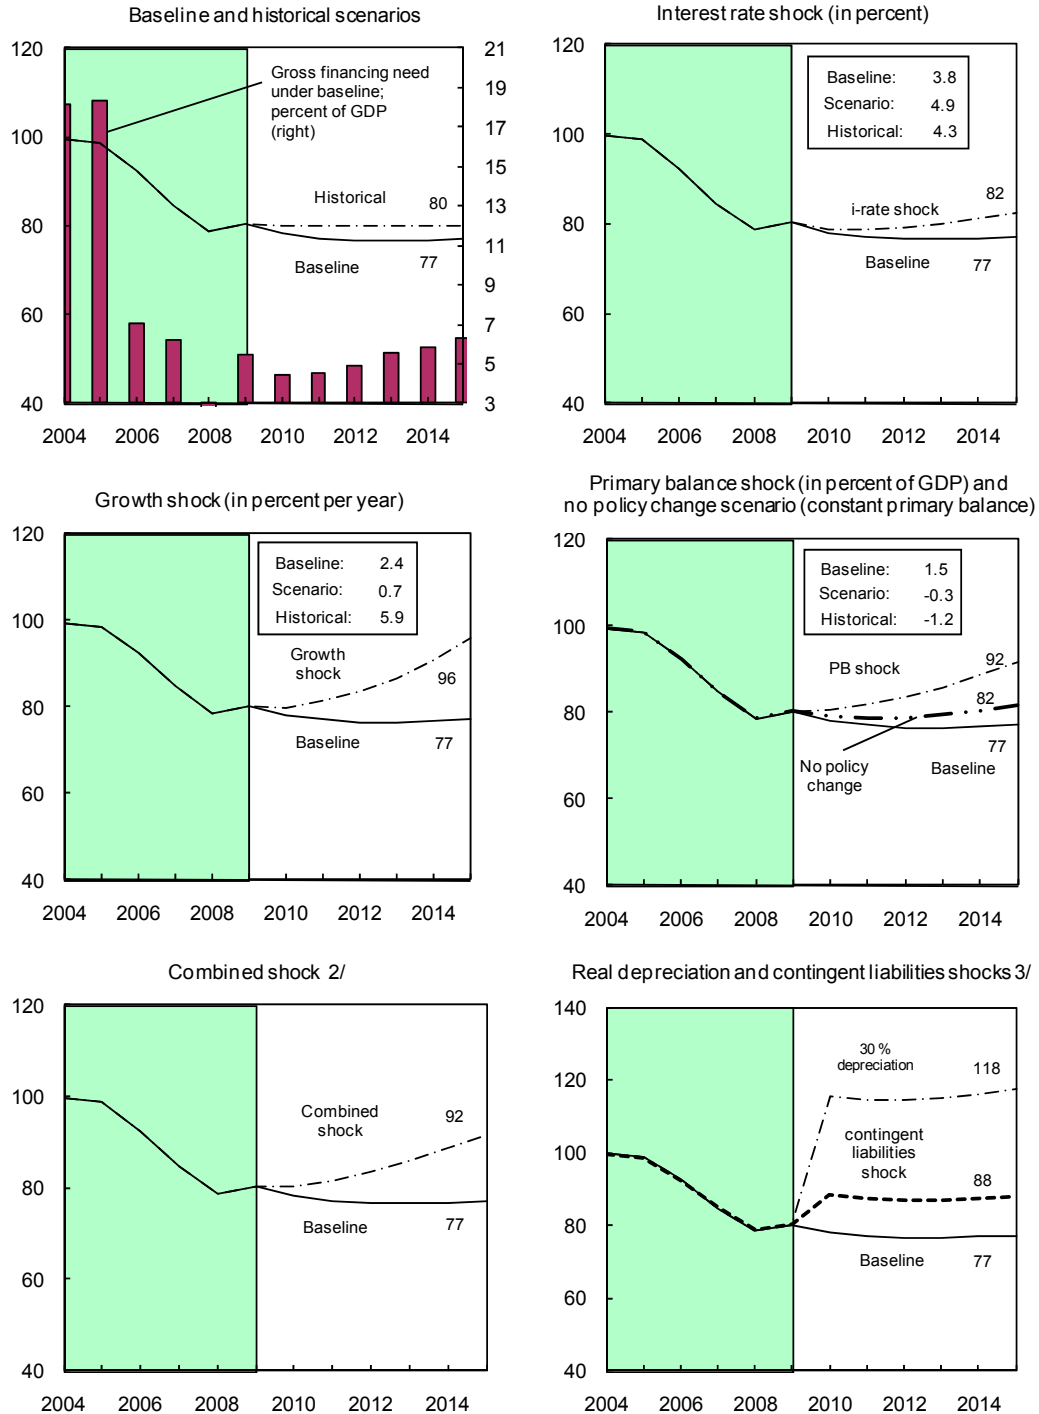 Baseline and historical scenarios
120
100
80
60
40
21
19
17
15
13
11
9
7
5
3
Gross financing need
under baseline;
percent of GDP
(right)
Historical
80
Baseline
77
2004 2006 2008 2010 2012 2014
Interest rate shock (in percent)
120
100
80
60
40
Baseline: 3.8
Scenario: 4.9
Historical: 4.3
82
i-rate shock
Baseline
77
2004 2006 2008 2010 2012 2014
Growth shock (in percent per year)
120
100
80
60
40
Baseline: 2.4
Scenario: 0.7
Historical: 5.9
Growth
shock
96
Baseline
77
2004 2006 2008 2010 2012 2014
Primary balance shock (in percent of GDP) and
no policy change scenario (constant primary balance)
120
100
80
60
40
Baseline: 1.5
Scenario: -0.3
Historical: -1.2
PB shock
92
82
77
No policy
change
Baseline
2004 2006 2008 2010 2012 2014
Combined shock 2/
120
100
80
60
40
Combined
shock
92
Baseline
77
2004 2006 2008 2010 2012 2014
Real depreciation and contingent liabilities shocks 3/
140
120
100
80
60
40
30 %
depreciation
118
contingent
liabilities
shock
88
Baseline
77
2004 2006 2008 2010 2012 2014